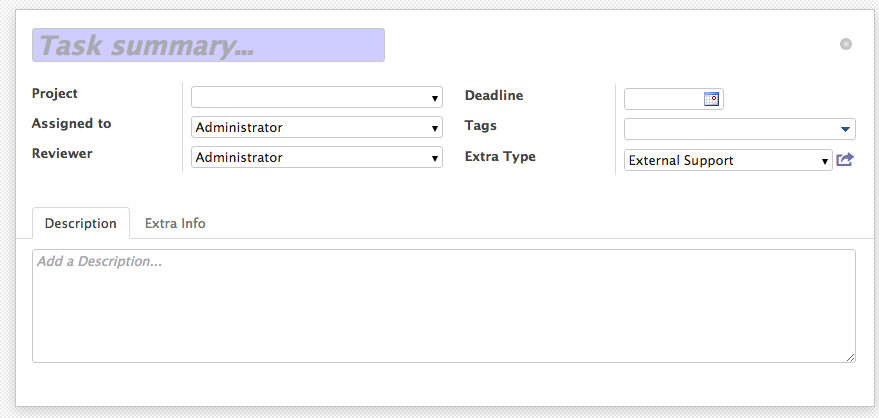 Task summary...
Project
Deadline
Assigned to
Administrator
Tags
Reviewer
Administrator
Extra Type
External Support
Description
Extra Info
Add a Description...